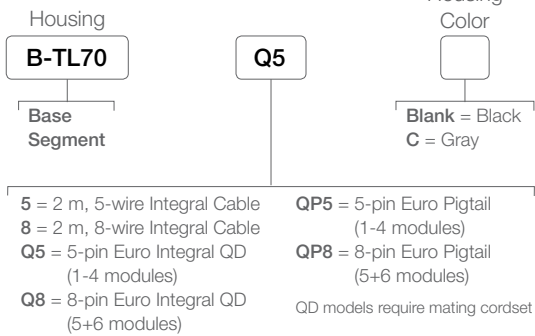 Housing
Housing
Color
B-TL70
Q5
Base
Segment
Blank = Black
C = Gray
5 = 2 m, 5-wire Integral Cable
8 = 2 m, 8-wire Integral Cable
Q5 = 5-pin Euro Integral QD
(1-4 modules)
Q8 = 8-pin Euro Integral QD
(5+6 modules)
QP5 = 5-pin Euro Pigtail
(1-4 modules)
QP8 = 8-pin Euro Pigtail
(5+6 modules)
QD models require mating cordset